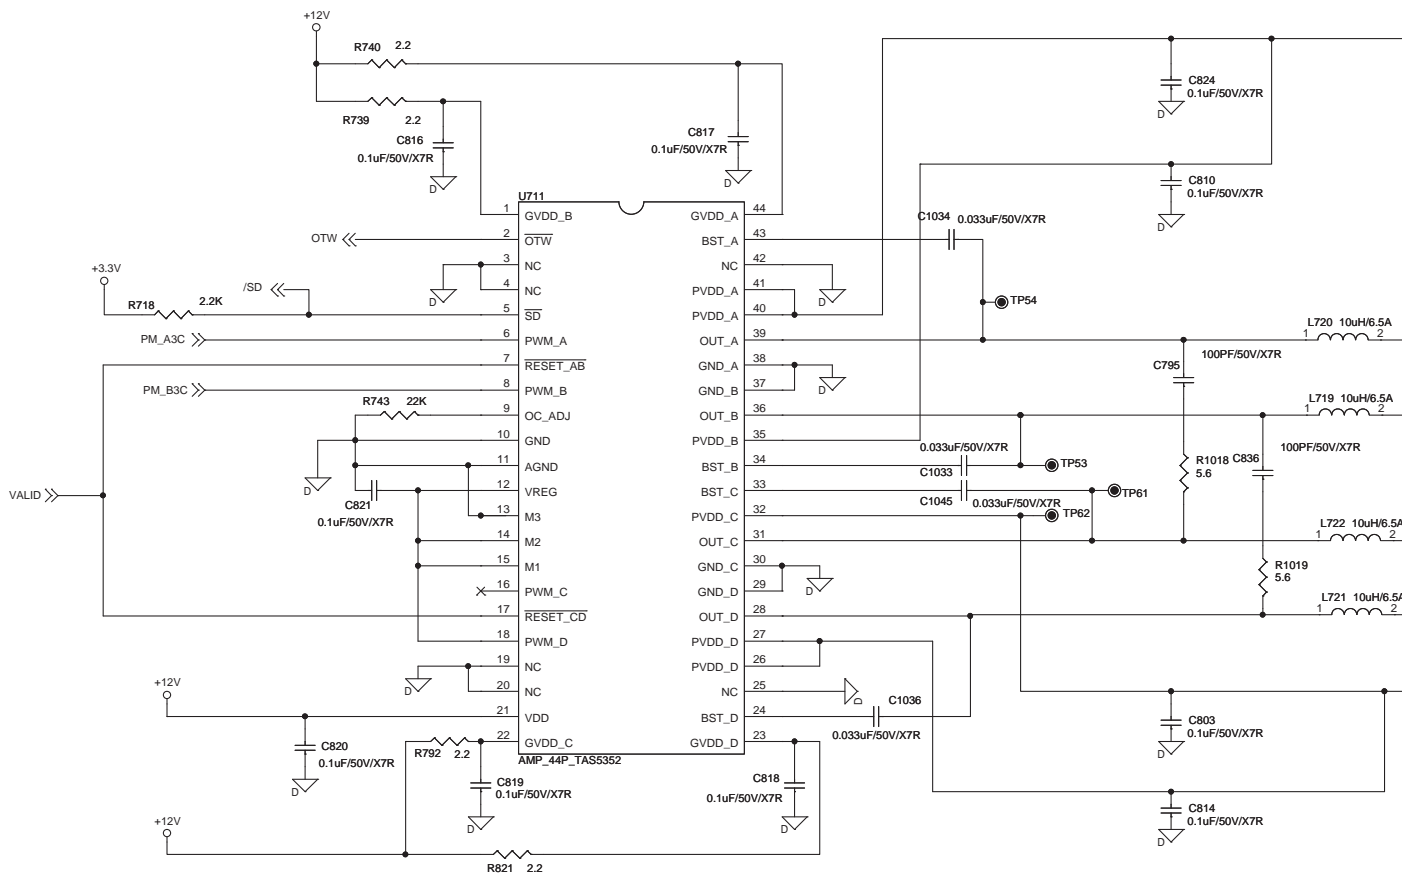 +12V
R740 2.2
R739 2.2
C816
0.1uF/50V/X7R
D
C817
0.1uF/50V/X7R
D
C824
0.1uF/50V/X7R
D
C810
0.1uF/50V/X7R
D
U711
1 GVDD_B
2 OTW
3 NC
4 NC
5 SD
6 PWM_A
7 RESET_AB
8 PWM_B
9 OC_ADJ
10 GND
11 AGND
12 VREG
13 M3
14 M2
15 M1
16 PWM_C
17 RESET_CD
18 PWM_D
19 NC
20 NC
21 VDD
22 GVDD_C
GVDD_A 44
BST_A 43
NC 42
PVDD_A 41
PVDD_A 40
OUT_A 39
GND_A 38
GND_B 37
OUT_B 36
PVDD_B 35
BST_B 34
BST_C 33
PVDD_C 32
OUT_C 31
GND_C 30
GND_D 29
OUT_D 28
PVDD_D 27
PVDD_D 26
NC 25
BST_D 24
GVDD_D 23
AMP_44P_TAS5352
OTW
D
+3.3V
R718 2.2K
/SD
PM_A3C
PM_B3C
R743 22K
D
VALID
C821
0.1uF/50V/X7R
D
+12V
C820
0.1uF/50V/X7R
D
R792 2.2
C819
0.1uF/50V/X7R
D
+12V
R821 2.2
C818
0.1uF/50V/X7R
D
C1034
0.033uF/50V/X7R
D
TP54
D
L720 10uH/6.5A
1 2
100PF/50V/X7R
C795
L719 10uH/6.5A
1 2
0.033uF/50V/X7R
C1033
TP53
100PF/50V/X7R
R1018
5.6
C836
C1045
0.033uF/50V/X7R
TP61
TP62
L722 10uH/6.5A
1 2
D
R1019
5.6
L721 10uH/6.5A
1 2
D
C1036
0.033uF/50V/X7R
C803
0.1uF/50V/X7R
D
C814
0.1uF/50V/X7R
D